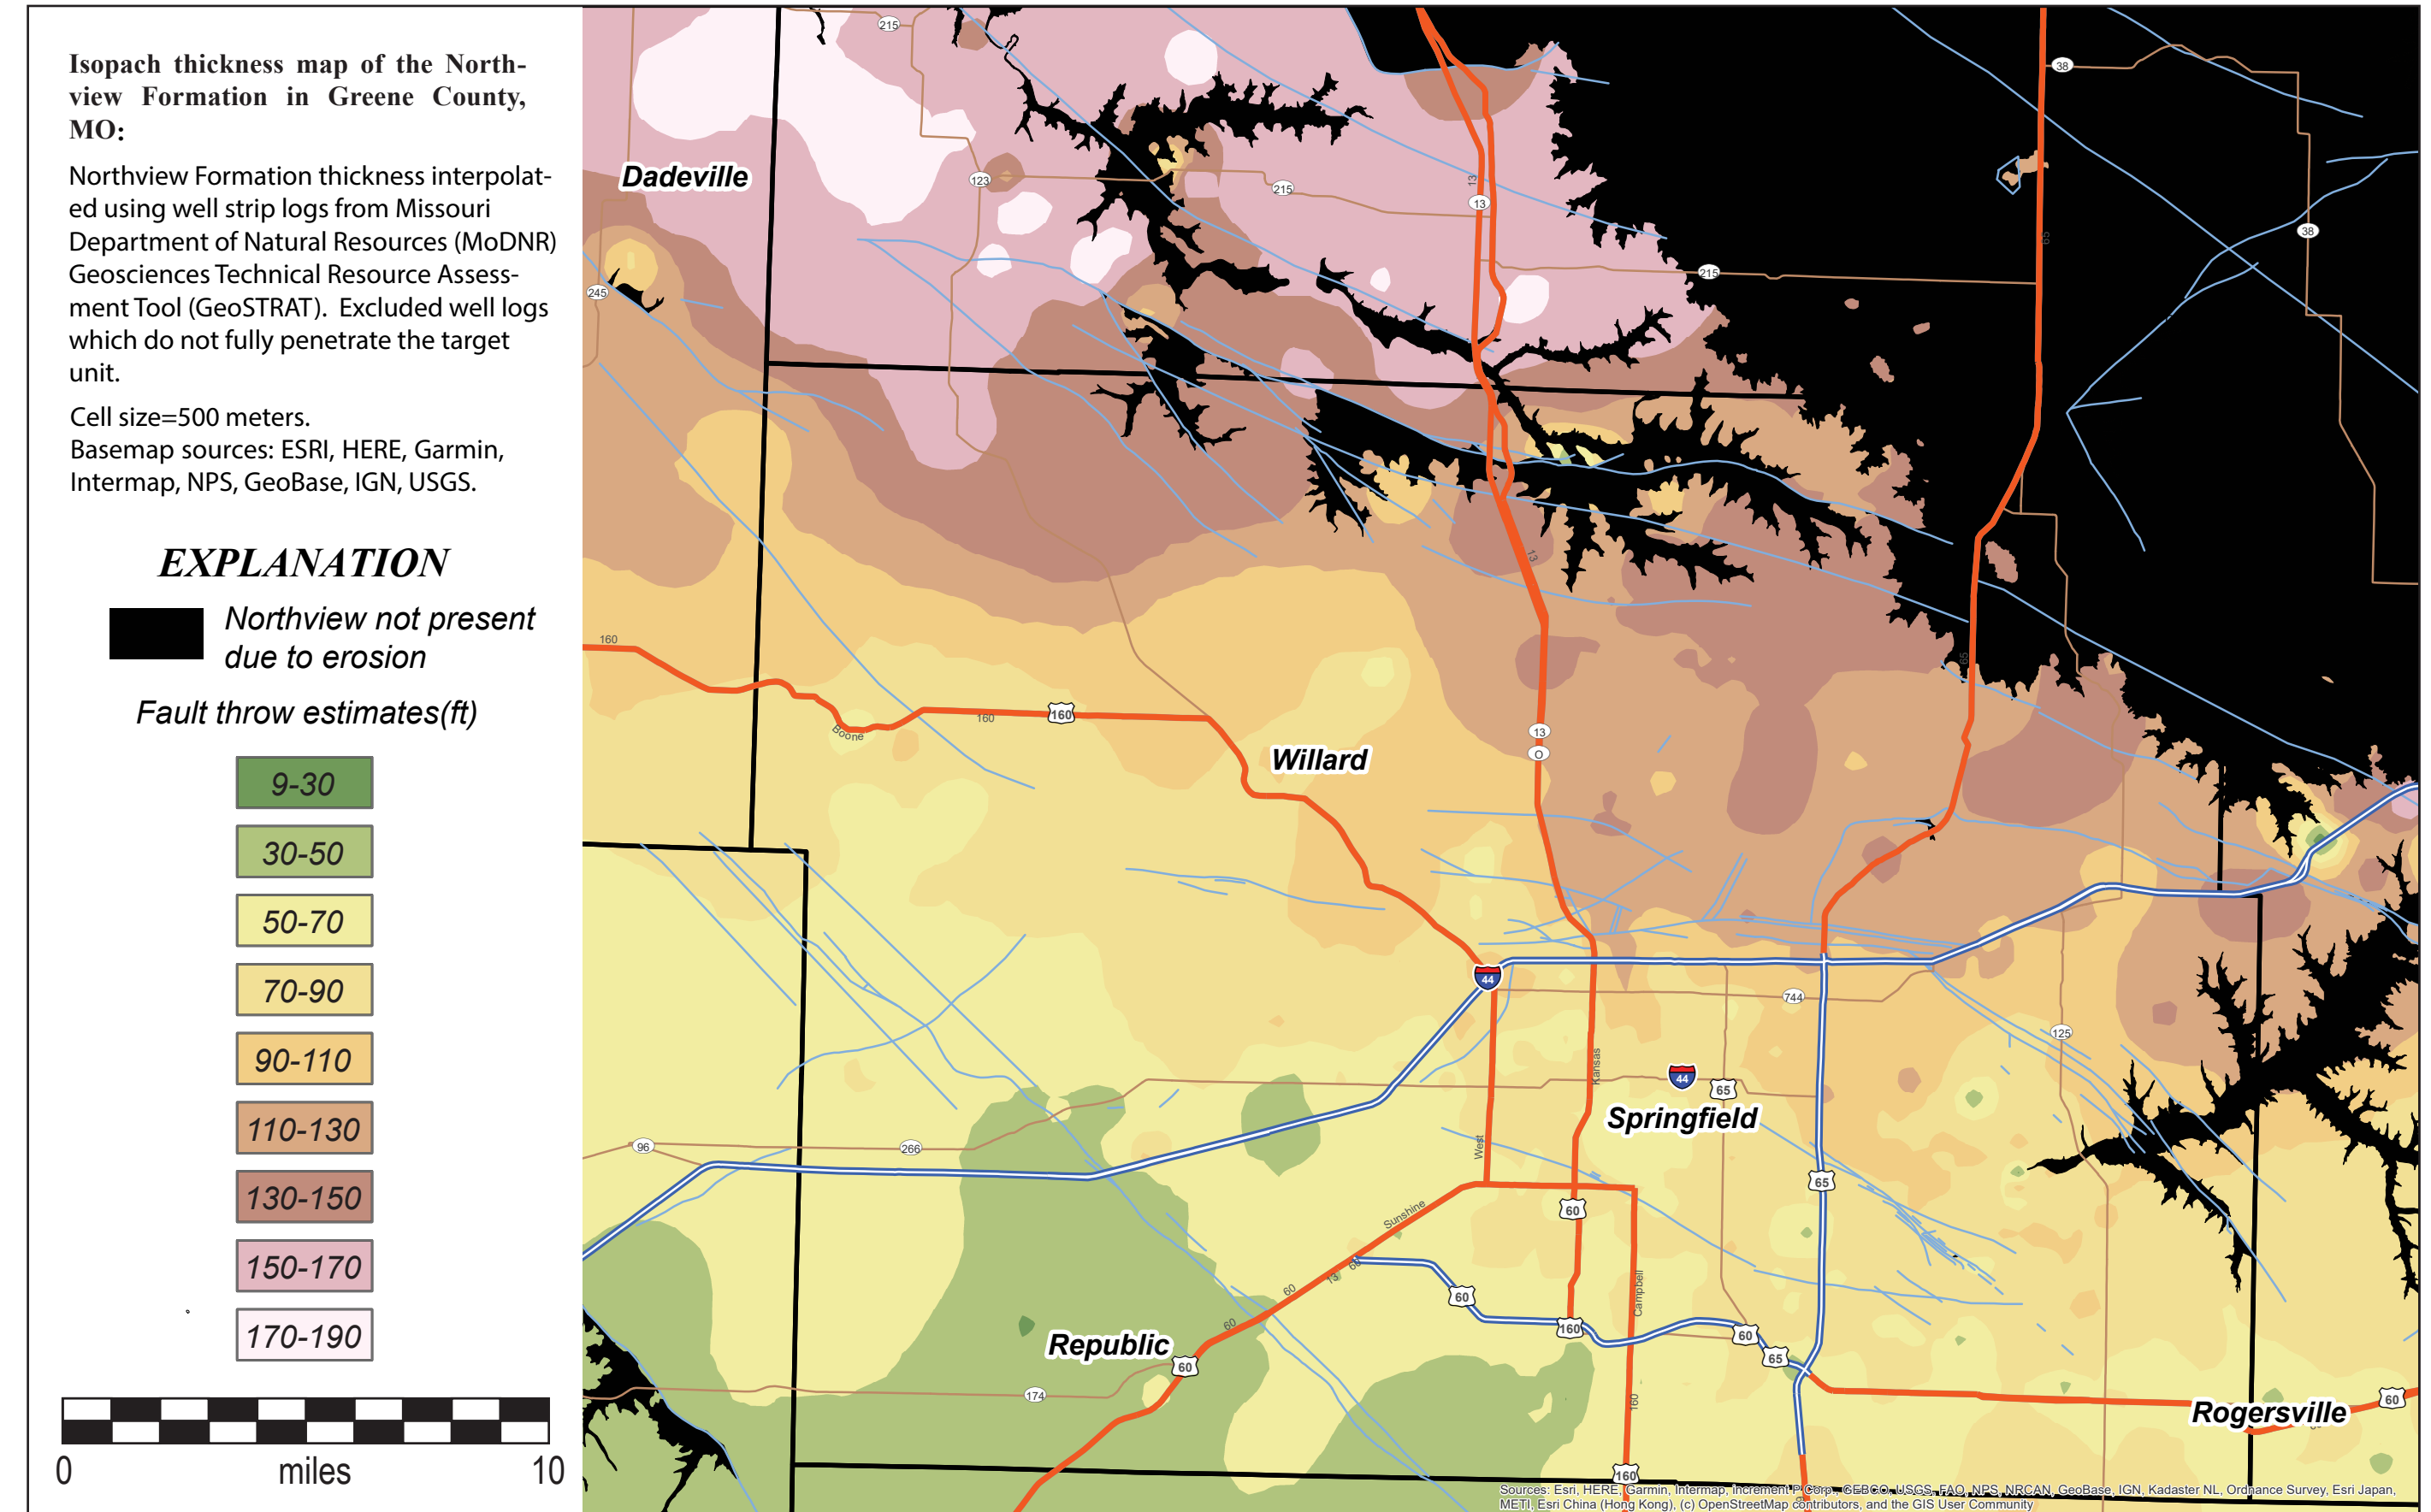 Isopach thickness map of the North-
view Formation in Greene County,
MO:
Northview Formation thickness interpolat-
ed using well strip logs from Missouri
Department of Natural Resources (MoDNR)
Geosciences Technical Resource Assess-
ment Tool (GeoSTRAT).  Excluded well logs
which do not fully penetrate the target
unit.
Cell size=500 meters.
Basemap sources: ESRI, HERE, Garmin,
Intermap, NPS, GeoBase, IGN, USGS.
EXPLANATION
Northview not present
due to erosion
Fault throw estimates(ft)
9-30
30-50
50-70
70-90
90-110
110-130
130-150
150-170
170-190
0 miles 10
215
38
Dadeville
123
215
13
13
38
65
245
215
13
160
65
160
160
Boone
13
O
Willard
44
744
125
Kansas
44
65
Springfield
96
266
West
65
60
Sunshine
60
13
60
60
60
Campbell
160
60
65
Republic
60
174
160
60
Rogersville
160
Sources: Esri, HERE, Garmin, Intermap, increment P Corp., GEBCO, USGS, FAO, NPS, NRCAN, GeoBase, IGN, Kadaster NL, Ordnance Survey, Esri Japan,
METI, Esri China (Hong Kong), (c) OpenStreetMap contributors, and the GIS User Community